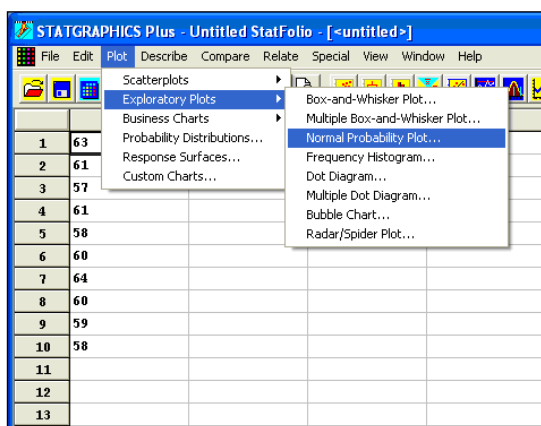 STATGRAPHICS Plus - Untitled StatFolio - [<untitled>]
File Edit Plot Describe Compare Relate Special View Window Help
Scatterplots
Exploratory Plots
Business Charts
Probability Distributions...
Response Surfaces...
Custom Charts...
Box-and-Whisker Plot...
Multiple Box-and-Whisker Plot...
Normal Probability Plot...
Frequency Histogram...
Dot Diagram...
Multiple Dot Diagram...
Bubble Chart...
Radar/Spider Plot...
1 63
2 61
3 57
4 61
5 58
6 60
7 64
8 60
9 59
10 58
11
12
13